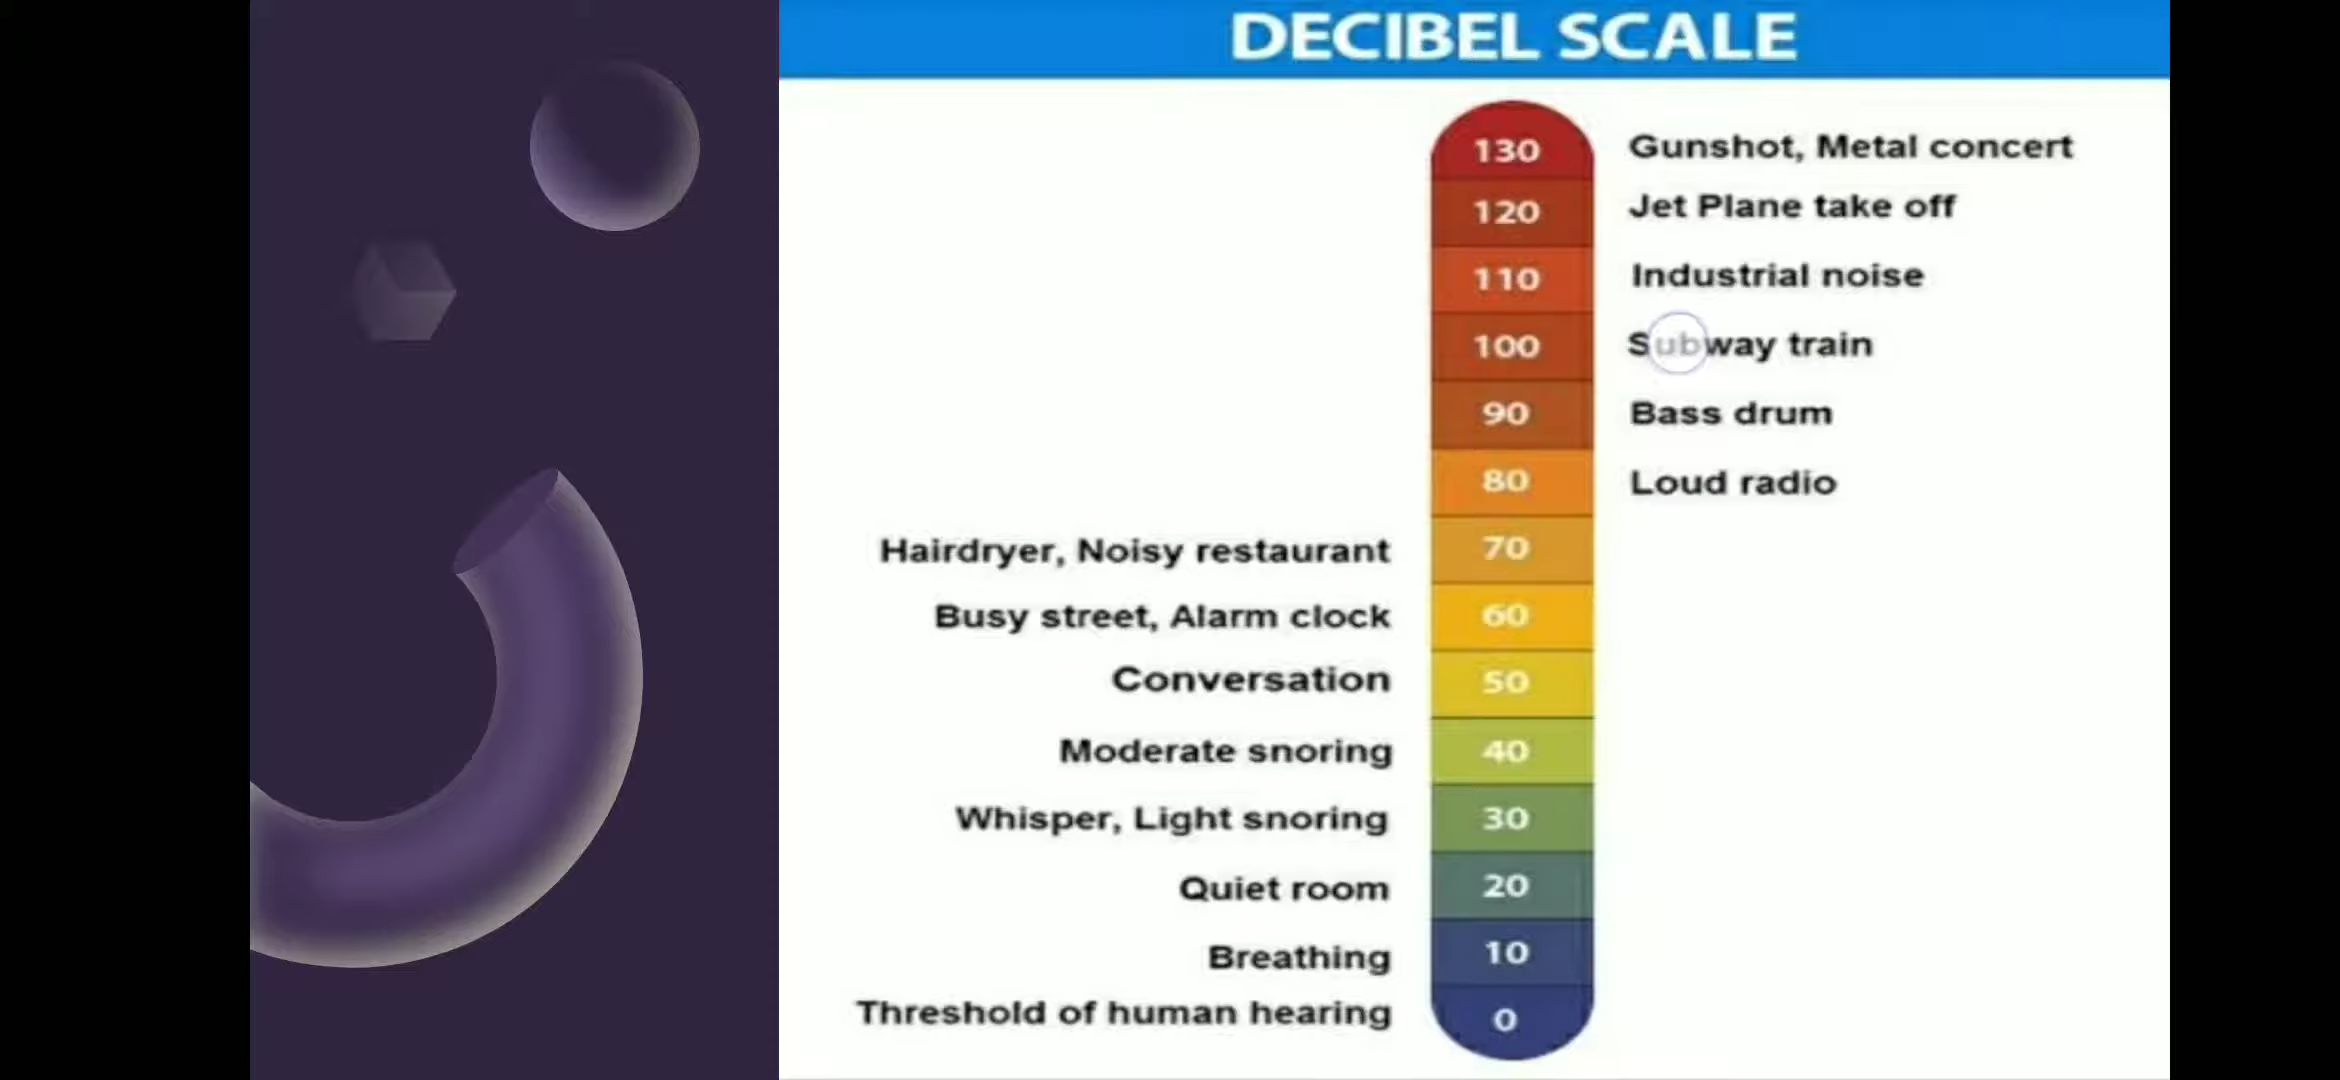 DECIBEL SCALE
130 Gunshot, Metal concert
120 Jet Plane take off
110 Industrial noise
100 Subway train
90 Bass drum
80 Loud radio
Hairdryer, Noisy restaurant 70
Busy street, Alarm clock 60
Conversation 50
Moderate snoring 40
Whisper, Light snoring 30
Quiet room 20
Breathing 10
Threshold of human hearing 0